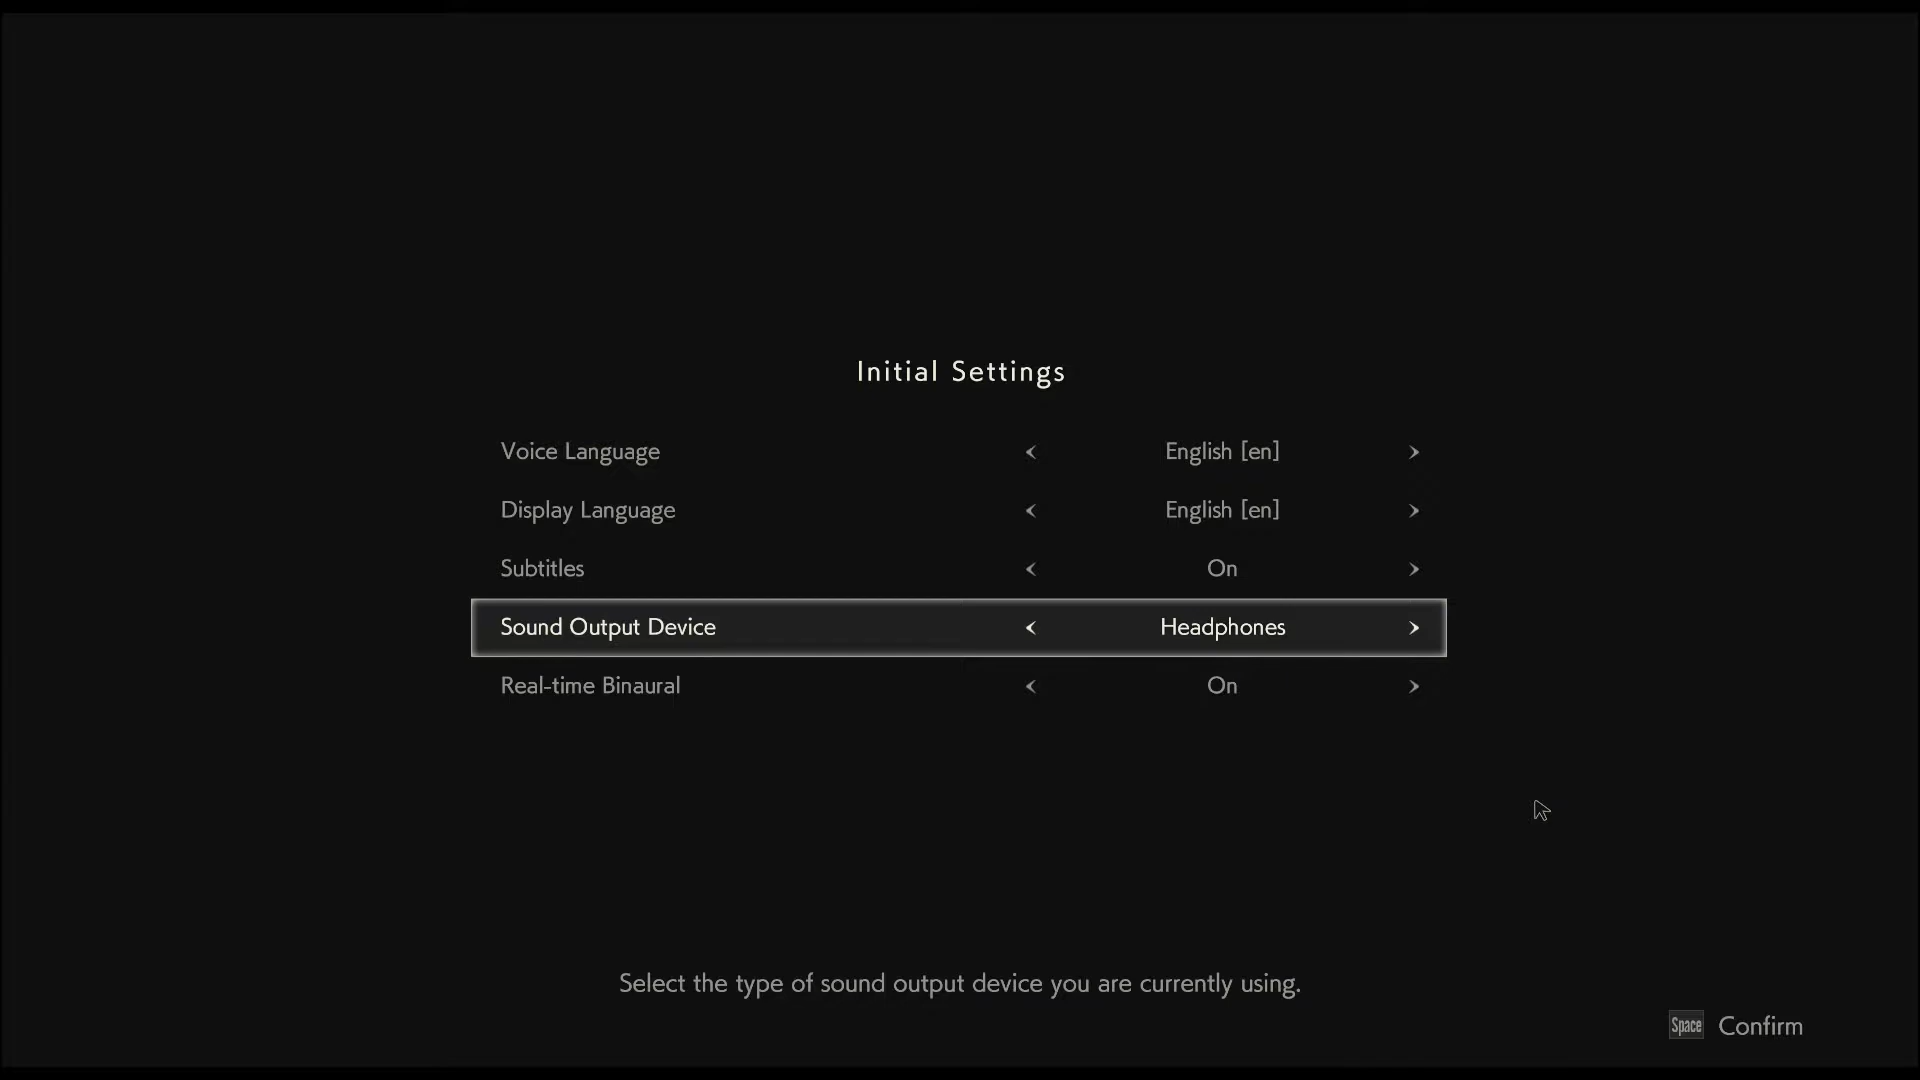 Initial Settings
Voice Language < English [en] >
Display Language < English [en] >
Subtitles < On >
Sound Output Device < Headphones >
Real-time Binaural < On >
Select the type of sound output device you are currently using.
Space Confirm